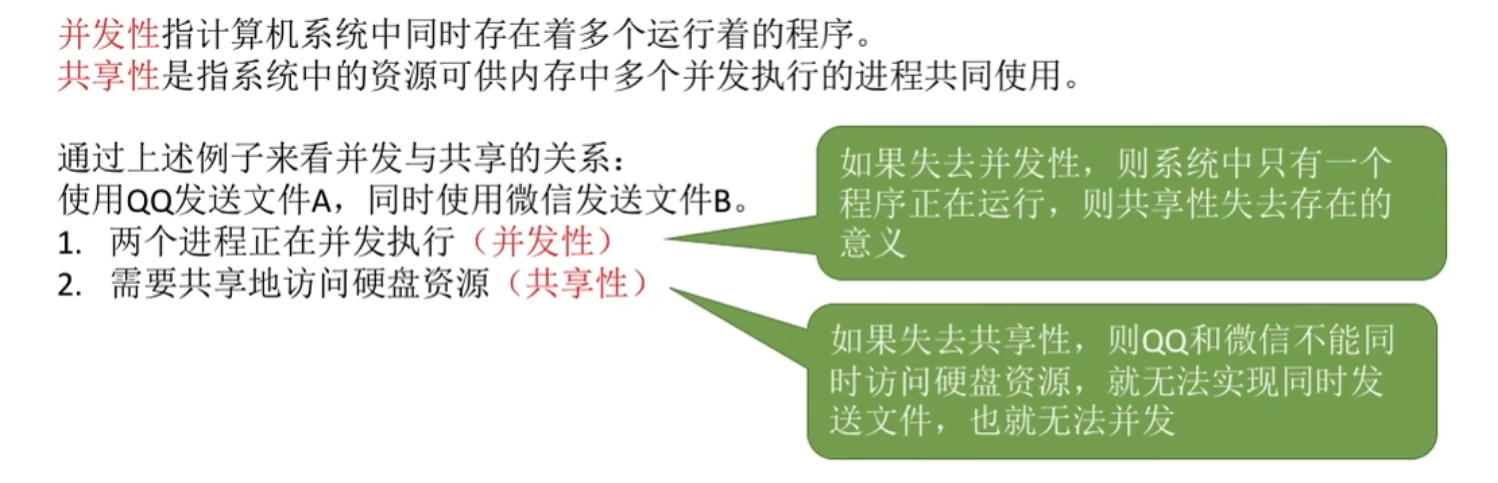 并发性指计算机系统中同时存在着多个运行着的程序。
共享性是指系统中的资源可供内存中多个并发执行的进程共同使用。
通过上述例子来看并发与共享的关系：
使用QQ发送文件A，同时使用微信发送文件B。
1. 两个进程正在并发执行（并发性）
2. 需要共享地访问硬盘资源（共享性）
如果失去并发性，则系统中只有一个
程序正在运行，则共享性失去存在的
意义
如果失去共享性，则QQ和微信不能同
时访问硬盘资源，就无法实现同时发
送文件，也就无法并发